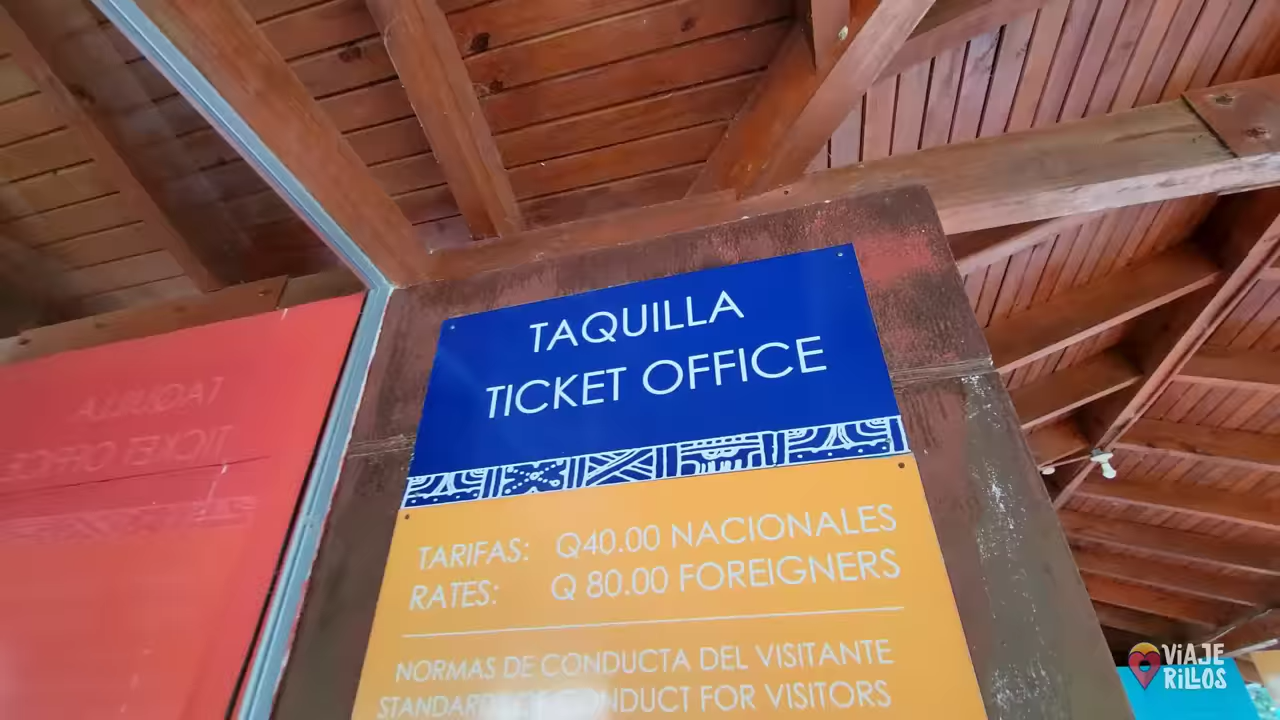 TAQUILLA
TICKET OFFICE
TARIFAS: Q40.00 NACIONALES
RATES: Q 80.00 FOREIGNERS
NORMAS DE CONDUCTA DEL VISITANTE
CONDUCT FOR VISITORS
VIAJE
RILLOS